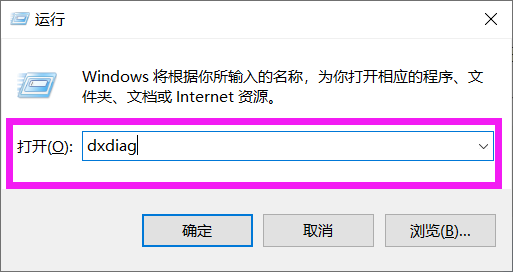 运行
Windows 将根据你所输入的名称，为你打开相应的程序、文
件夹、文档或 Internet 资源。
打开(O): dxdiag
确定 取消 浏览(B)...